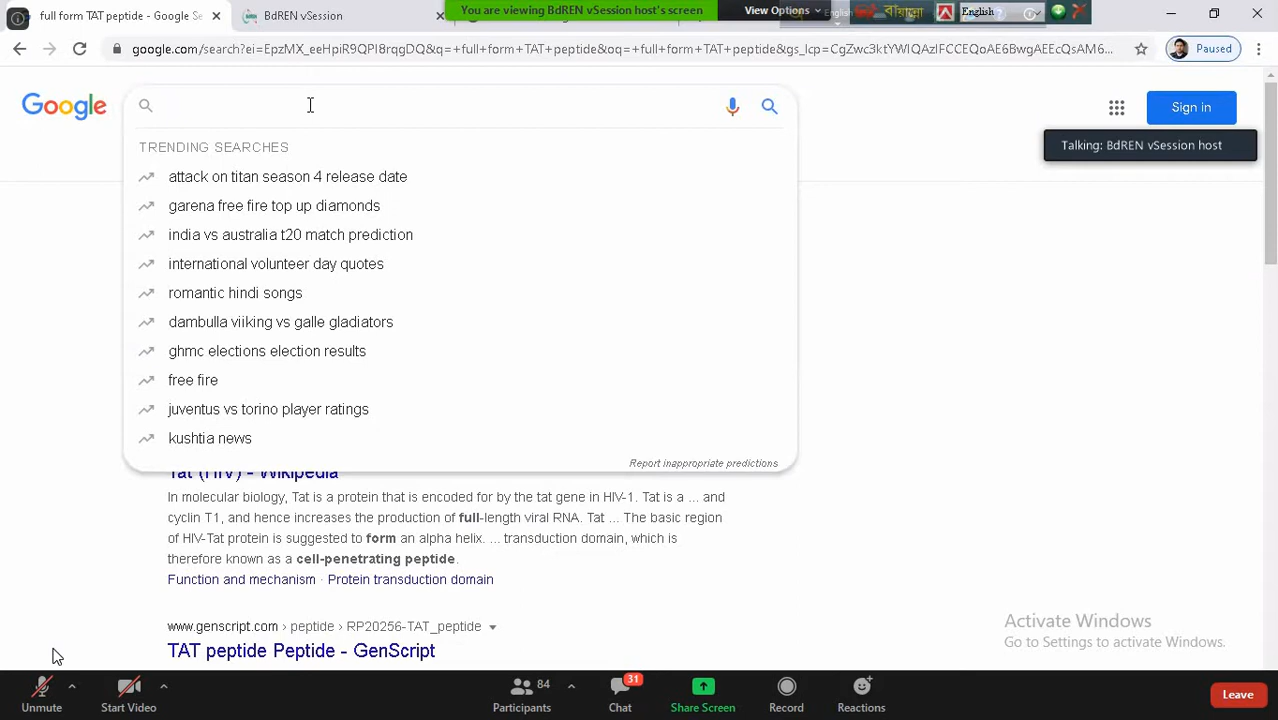 full form TAT peptide - Google S
BdREN
You are viewing BdREN vSession host's screen
View Options
English
English
google.com/search?ei=EpzMX_eeHpiR9QPI8rqgDQ&q=+full+form+TAT+peptide&oq=+full+form+TAT+peptide&gs_lcp=CgZwc3ktYWIQAzIFCCEQoAE6BwgAEEcQsAM6...
Paused
Google
Sign in
Talking: BdREN vSession host
TRENDING SEARCHES
attack on titan season 4 release date
garena free fire top up diamonds
india vs australia t20 match prediction
international volunteer day quotes
romantic hindi songs
dambulla viiking vs galle gladiators
ghmc elections election results
free fire
juventus vs torino player ratings
kushtia news
Report inappropriate predictions
Tat (HIV) - Wikipedia
In molecular biology, Tat is a protein that is encoded for by the tat gene in HIV-1. Tat is a ... and
cyclin T1, and hence increases the production of full-length viral RNA. Tat ... The basic region
of HIV-Tat protein is suggested to form an alpha helix. ... transduction domain, which is
therefore known as a cell-penetrating peptide.
Function and mechanism · Protein transduction domain
www.genscript.com › peptide › RP20256-TAT_peptide
TAT peptide Peptide - GenScript
Activate Windows
Go to Settings to activate Windows.
Unmute
Start Video
84
Participants
31
Chat
Share Screen
Record
Reactions
Leave